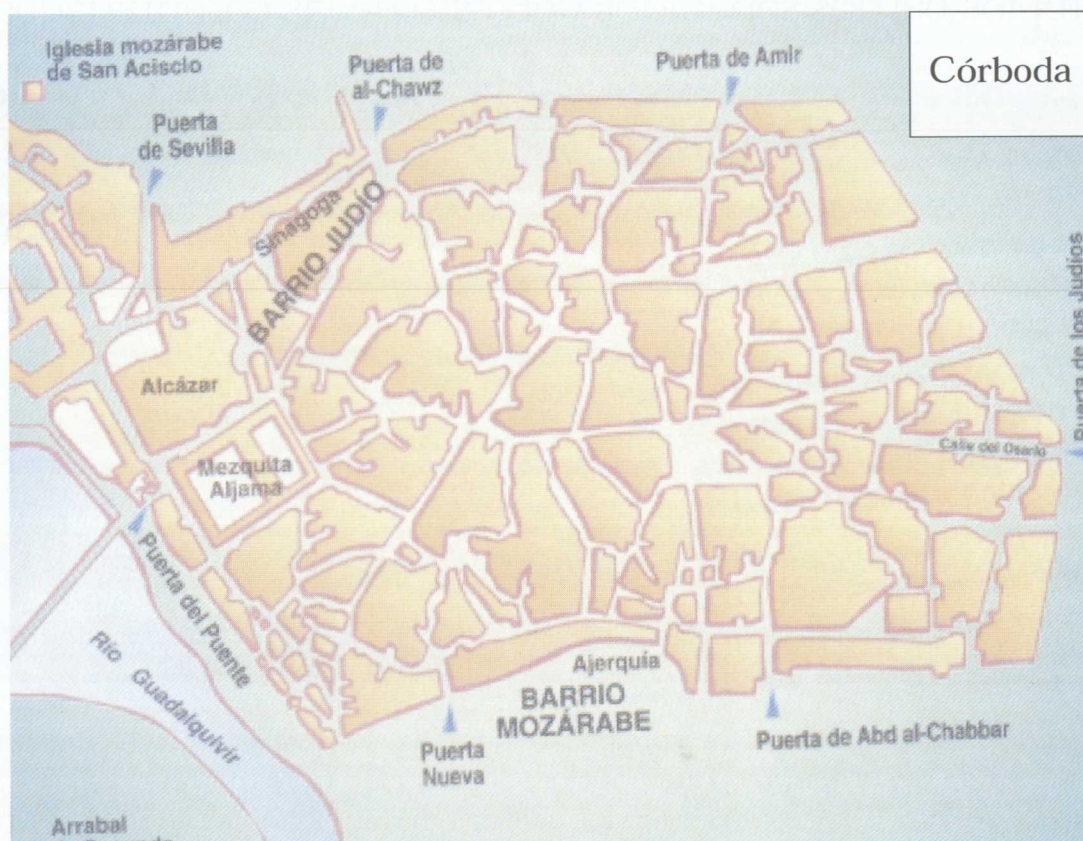 Iglesia mozárabe
de San Acisclo
Puerta
de Sevilla
Puerta de
al-Chawz
Puerta de Amir
Córboda
Sinagoga
BARRIO JUDÍO
Puerta de los Judíos
Alcázar
Mezquita
Aljama
Calle del Osario
Puerta del Puente
Río Guadalquivir
Ajerquía
BARRIO
MOZÁRABE
Puerta
Nueva
Puerta de Abd al-Chabbar
Arrabal